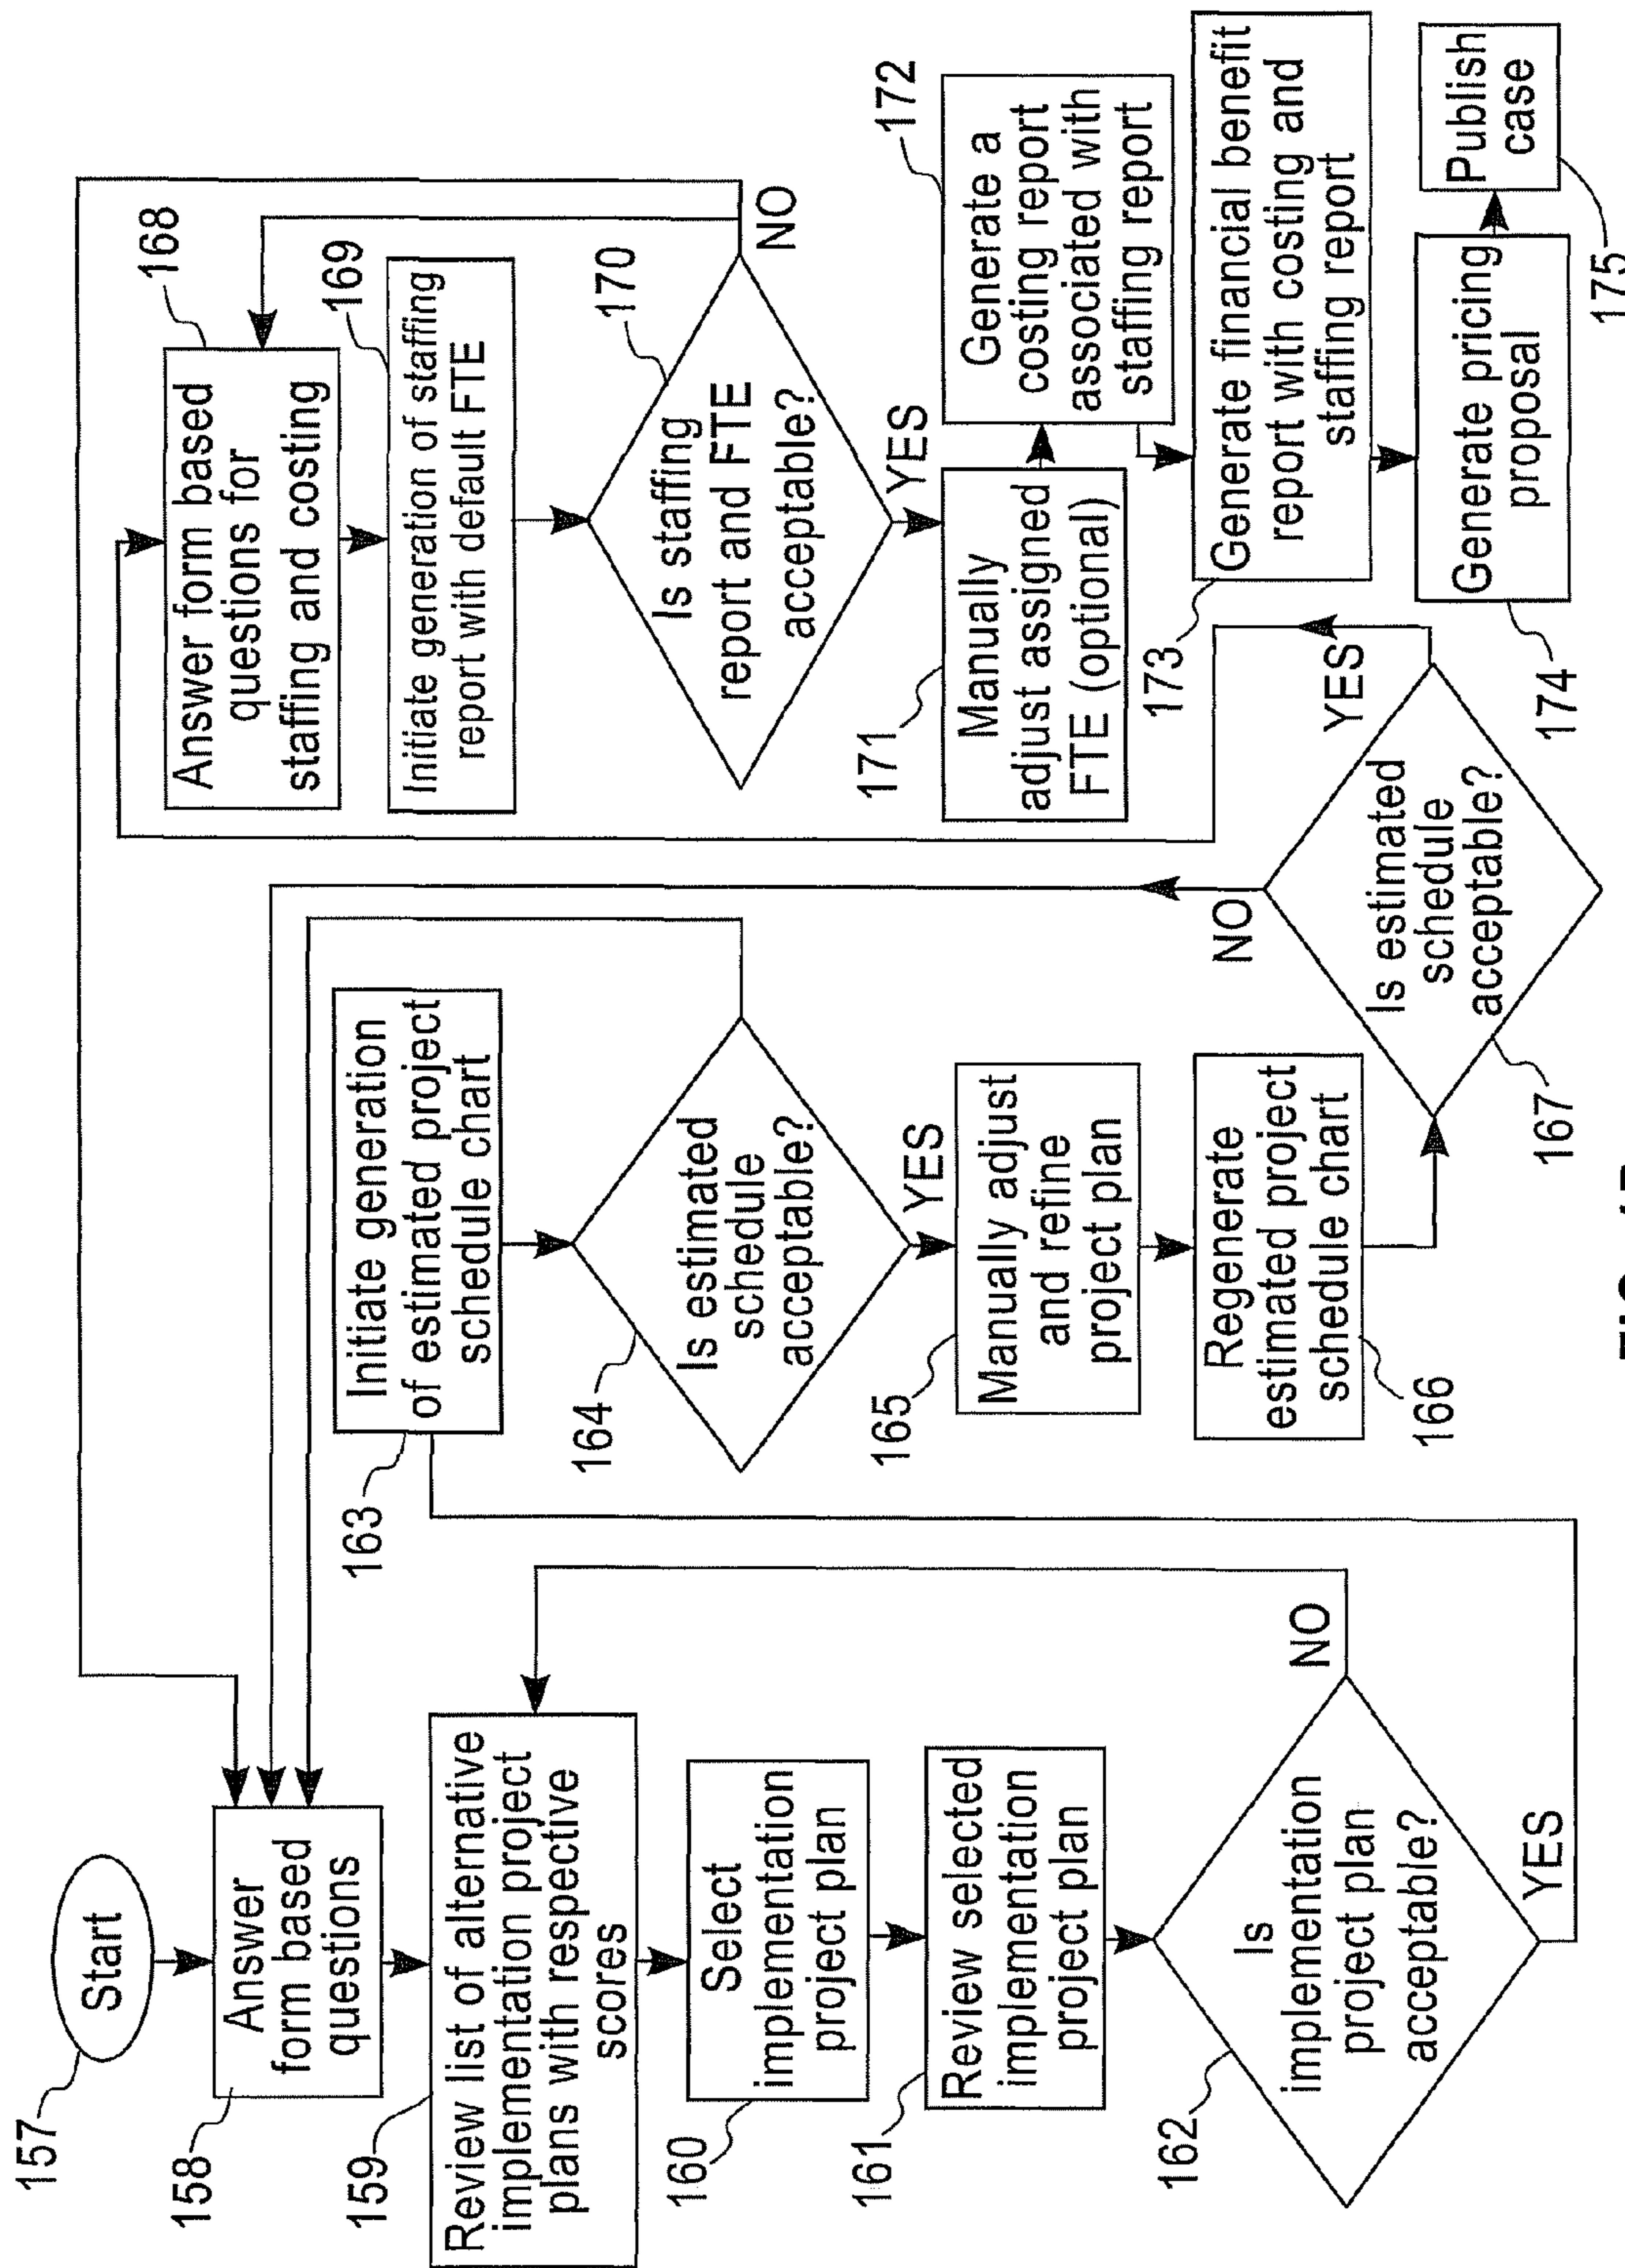 157
Start
158
Answer
form based
questions
159
Review list of alternative
implementation project
plans with respective
scores
160
Select
implementation
project plan
161
Review selected
implementation
project plan
162
Is
implementation
project plan
acceptable?
NO
YES
163
Initiate generation
of estimated project
schedule chart
164
Is estimated
schedule
acceptable?
YES
165
Manually adjust
and refine
project plan
166
Regenerate
estimated project
schedule chart
167
Is estimated
schedule
acceptable?
NO
YES
168
Answer form based
questions for
staffing and costing
169
Initiate generation of staffing
report with default FTE
170
Is staffing
report and FTE
acceptable?
NO
YES
171
Manually
adjust assigned
FTE (optional)
172
Generate a
costing report
associated with
staffing report
173
Generate financial benefit
report with costing and
staffing report
174
Generate pricing
proposal
175
Publish
case